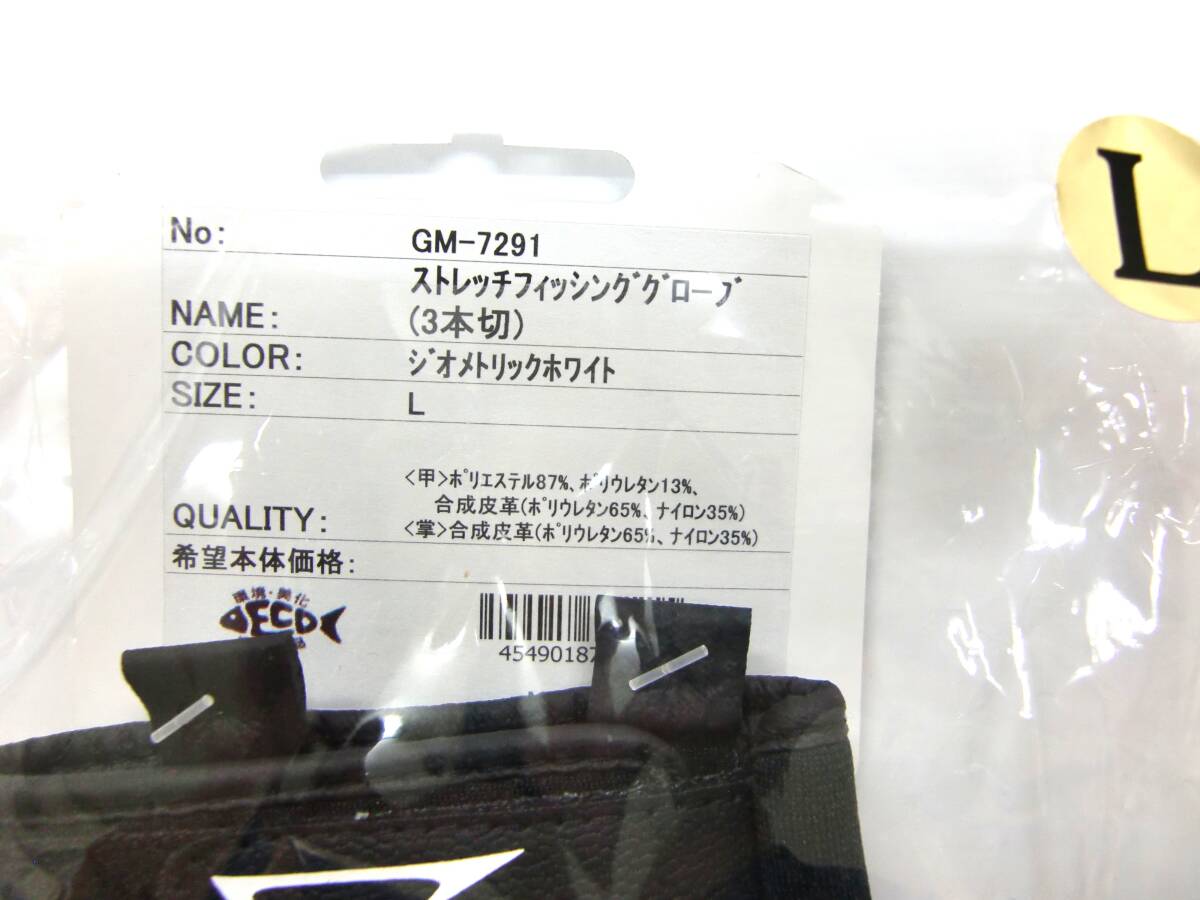 No: GM-7291
ストレッチフィッシンググローブ
NAME: (3本切)
COLOR: ジオメトリックホワイト
SIZE: L
<甲>ポリエステル87%、ポリウレタン13%、
合成皮革(ポリウレタン65%、ナイロン35%)
QUALITY: <掌>合成皮革(ポリウレタン65%、ナイロン35%)
希望本体価格:
環境・美化
ECO
45490187
L